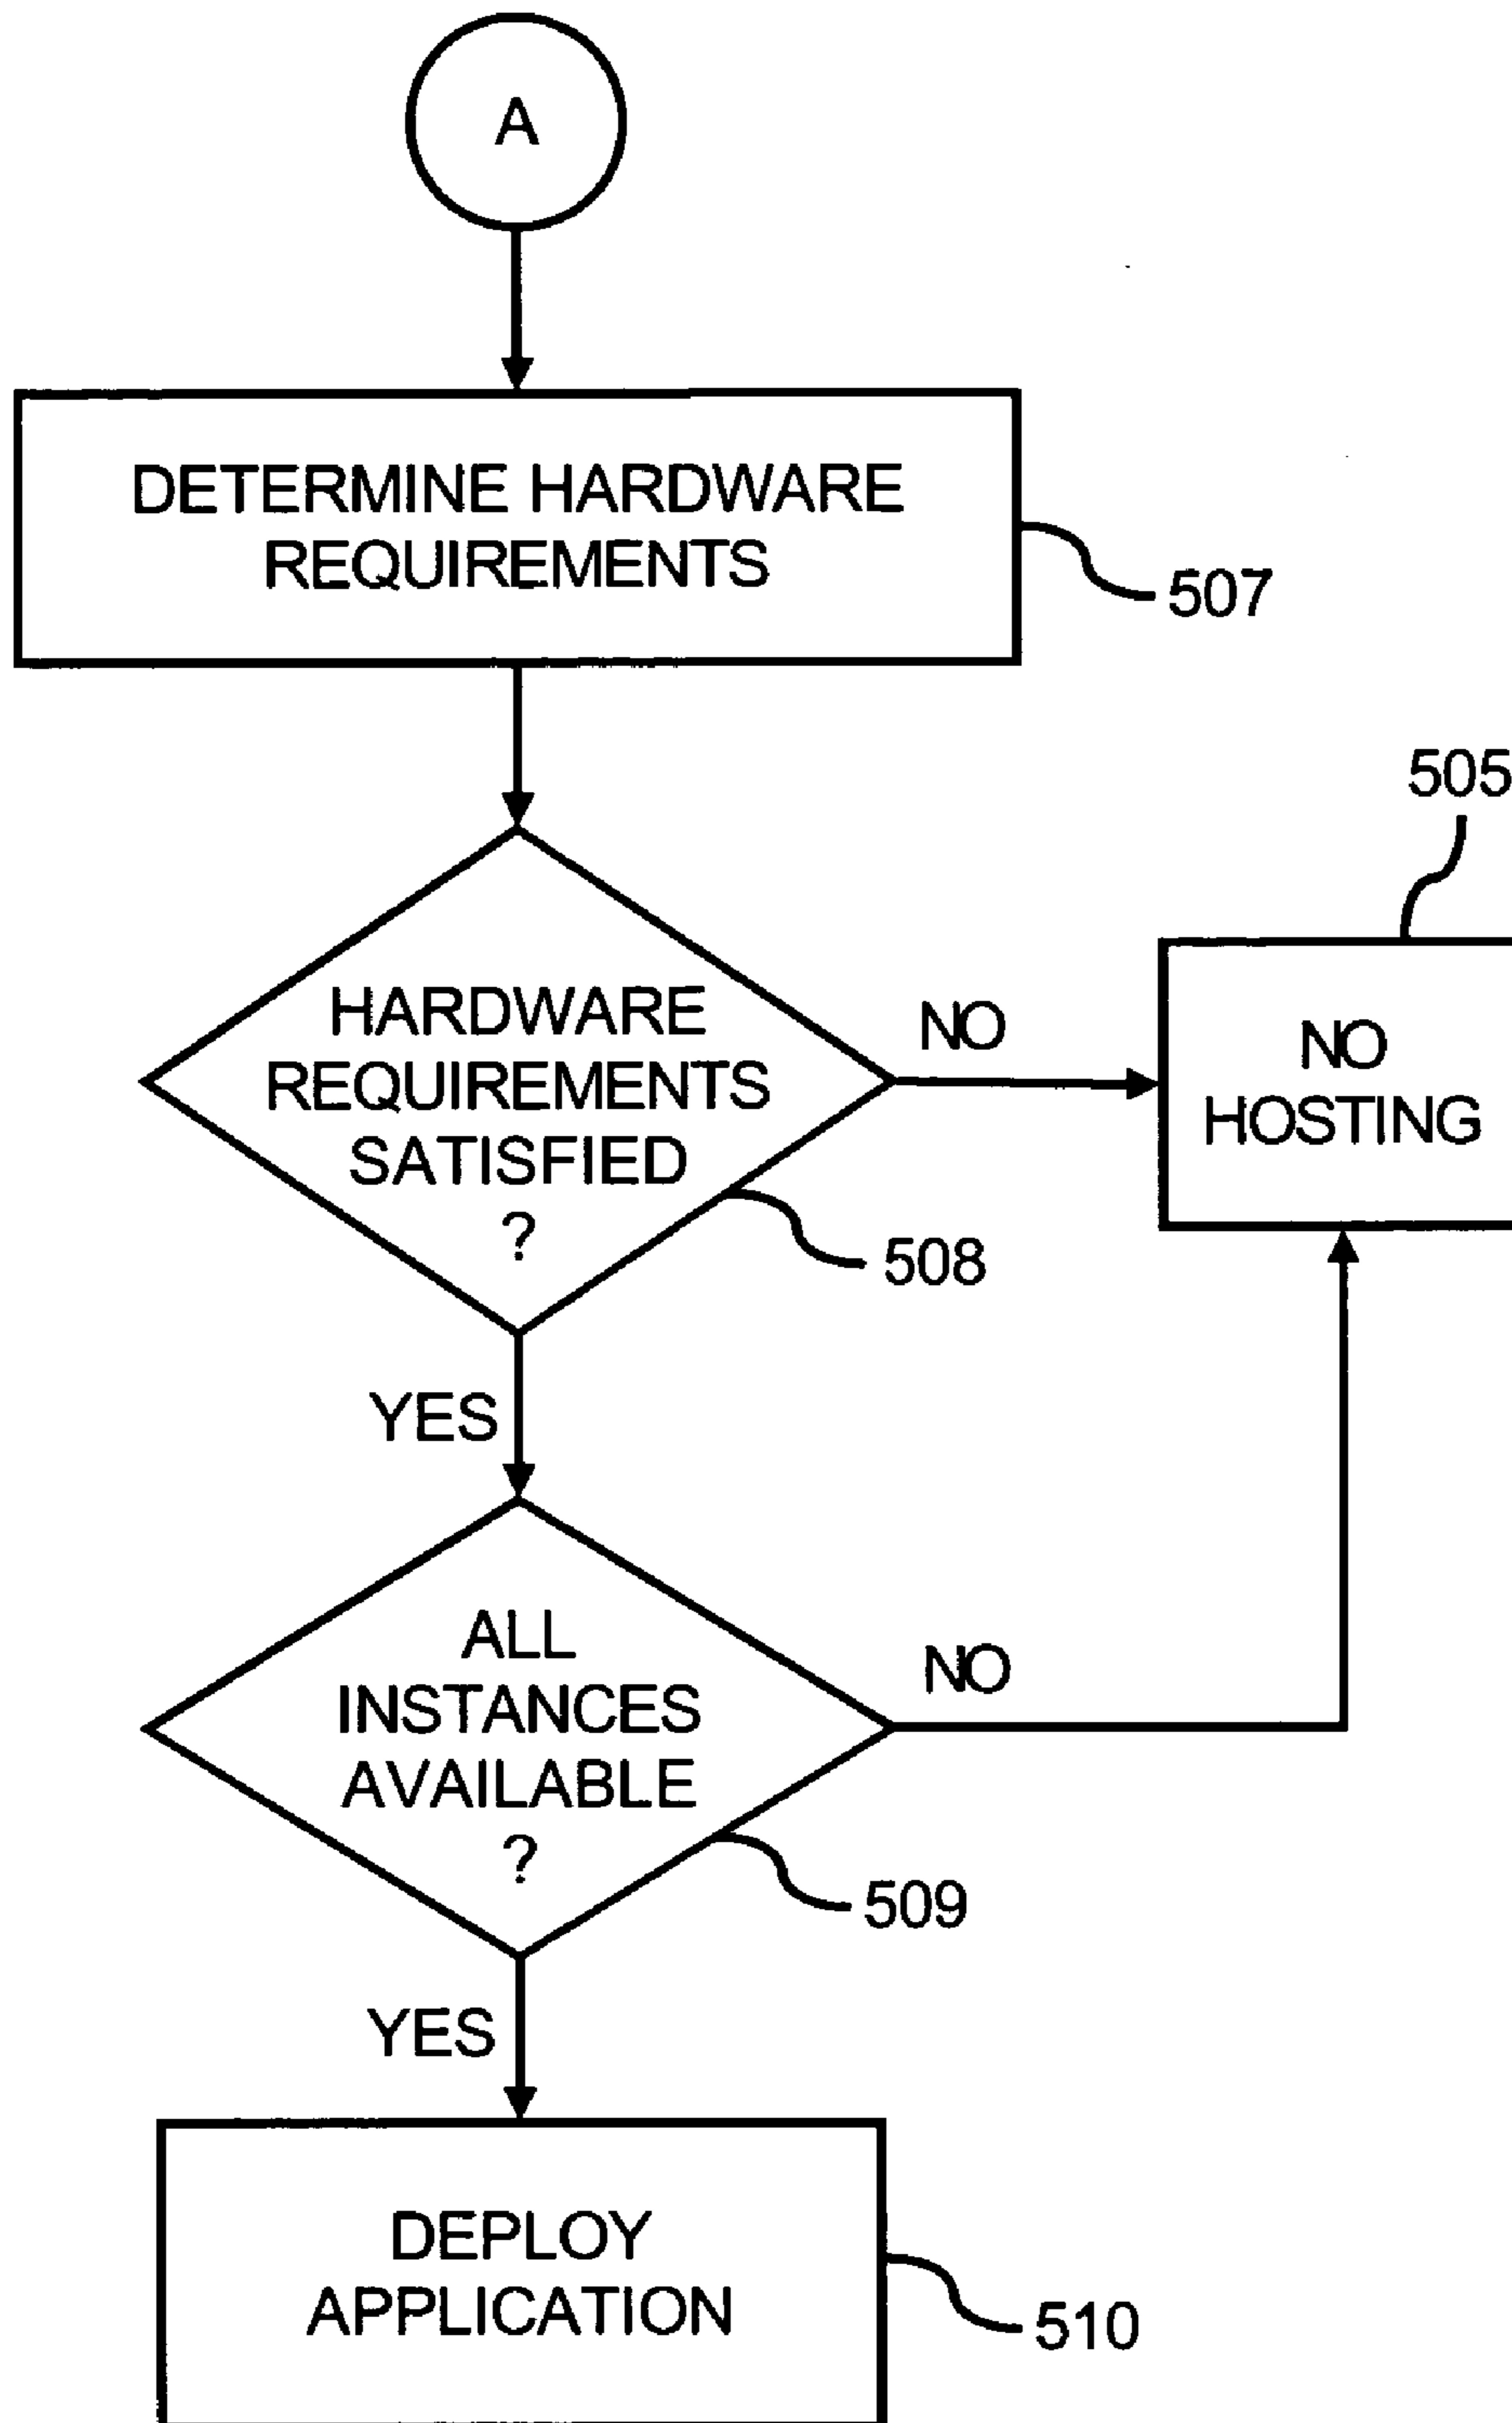 A
DETERMINE HARDWARE
REQUIREMENTS
507
505
HARDWARE
REQUIREMENTS
SATISFIED
?
NO
NO
HOSTING
508
YES
ALL
INSTANCES
AVAILABLE
?
NO
509
YES
DEPLOY
APPLICATION
510